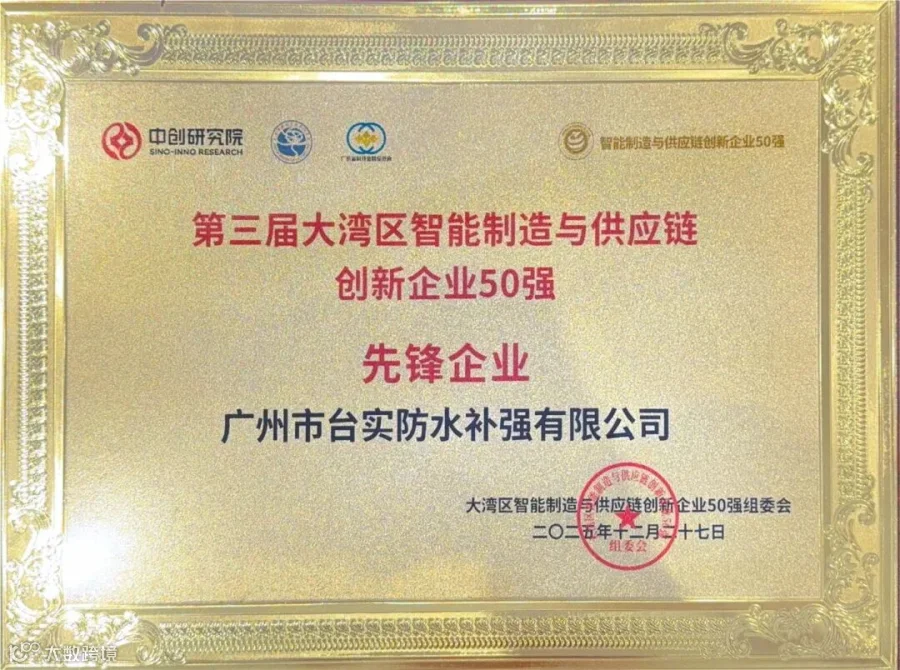 中创研究院
SINO-INNO RESEARCH
智能制造与供应链创新企业50强
第三届大湾区智能制造与供应链
创新企业50强
先锋企业
广州市台实防水补强有限公司
大湾区智能制造与供应链创新企业50强组委会
二〇二五年十二月二十七日
组委会
大数跨境